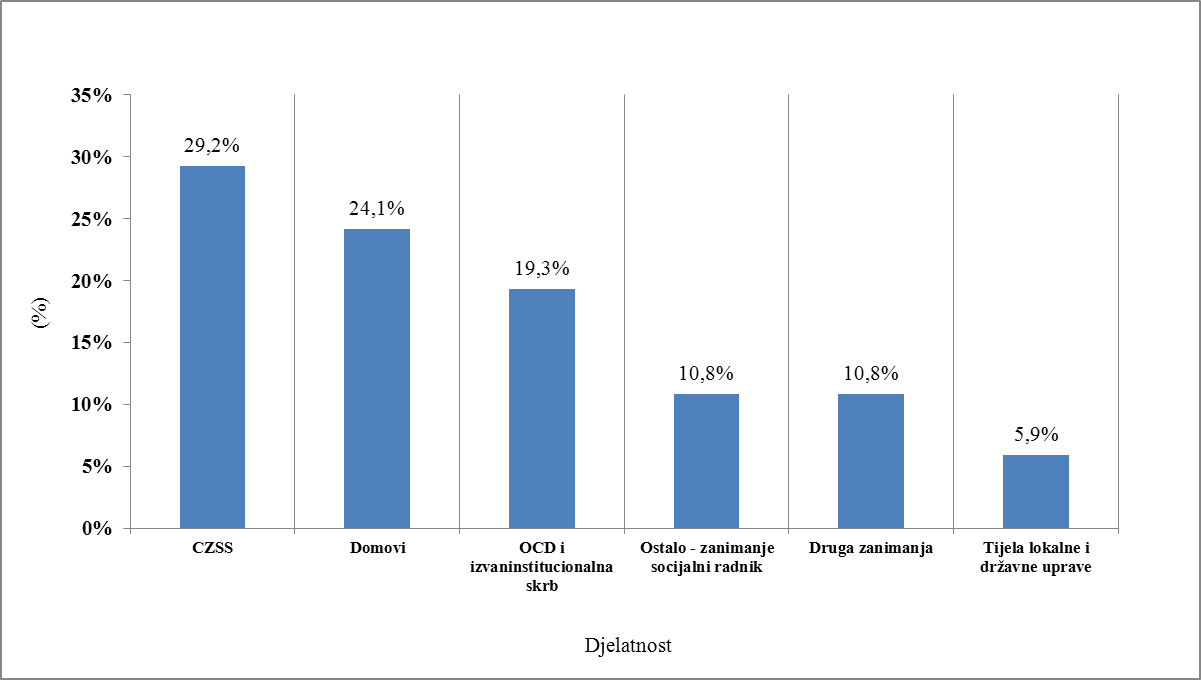 35%
30%
25%
20%
15%
10%
5%
0%
(%)
29,2%
24,1%
19,3%
10,8%
10,8%
5,9%
CZSS
Domovi
OCD i
izvaninstitucionalna
skrb
Ostalo - zanimanje
socijalni radnik
Druga zanimanja
Tijela lokalne i
državne uprave
Djelatnost